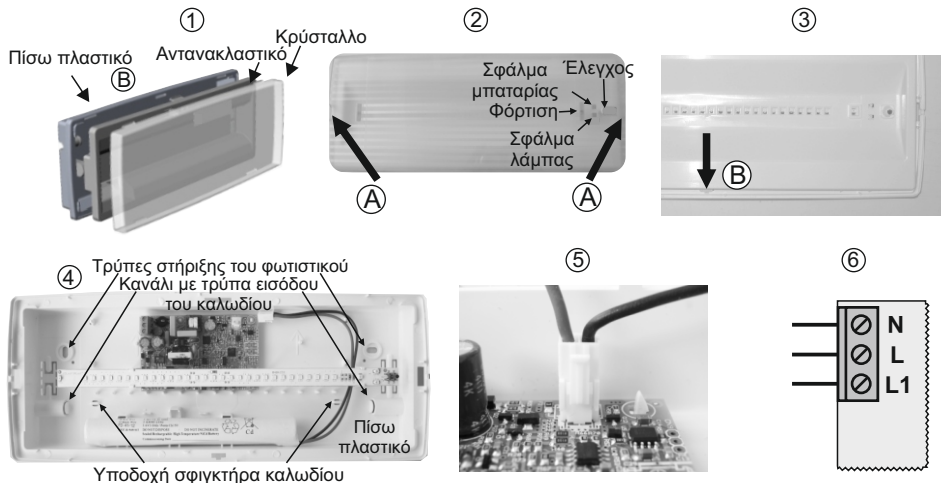 ①
Πίσω πλαστικό
Ⓑ
Αντανακλαστικό
Κρύσταλλο
②
Σφάλμα
μπαταρίας
Φόρτιση
Σφάλμα
λάμπας
Έλεγχος
Ⓐ
Ⓐ
③
Ⓑ
④
Τρύπες στήριξης του φωτιστικού
Κανάλι με τρύπα εισόδου
του καλωδίου
Πίσω
πλαστικό
Υποδοχή σφιγκτήρα καλωδίου
⑤
⑥
N
L
L1